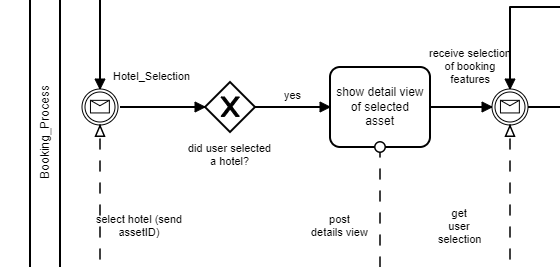 Booking_Process
Hotel_Selection
did user selected
a hotel?
yes
show detail view
of selected
asset
receive selection
of booking
features
select hotel (send
assetID)
post
details view
get
user
selection